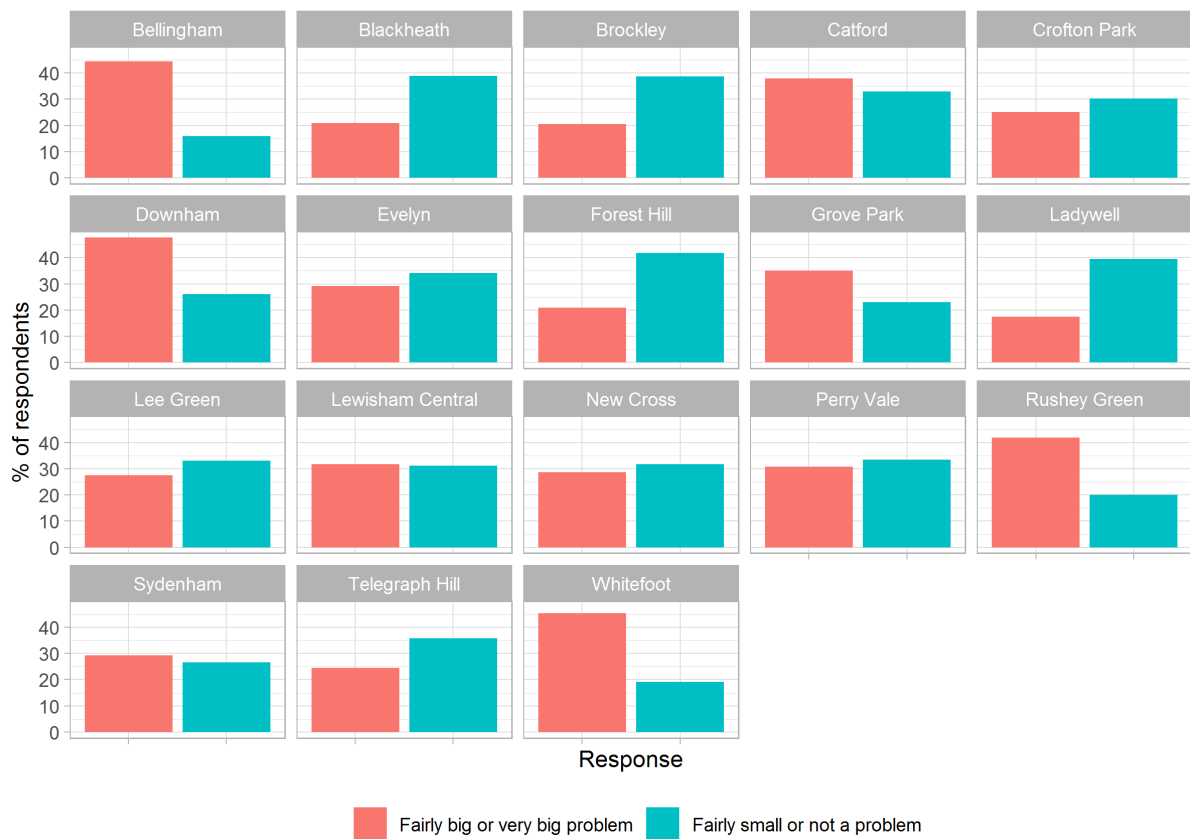 Bellingham Blackheath Brockley Catford Crofton Park
40
30
20
10
0
Downham Evelyn Forest Hill Grove Park Ladywell
40
30
20
10
0
Lee Green Lewisham Central New Cross Perry Vale Rushey Green
40
30
20
10
0
Sydenham Telegraph Hill Whitefoot
40
30
20
10
0
% of respondents
Response
Fairly big or very big problem Fairly small or not a problem